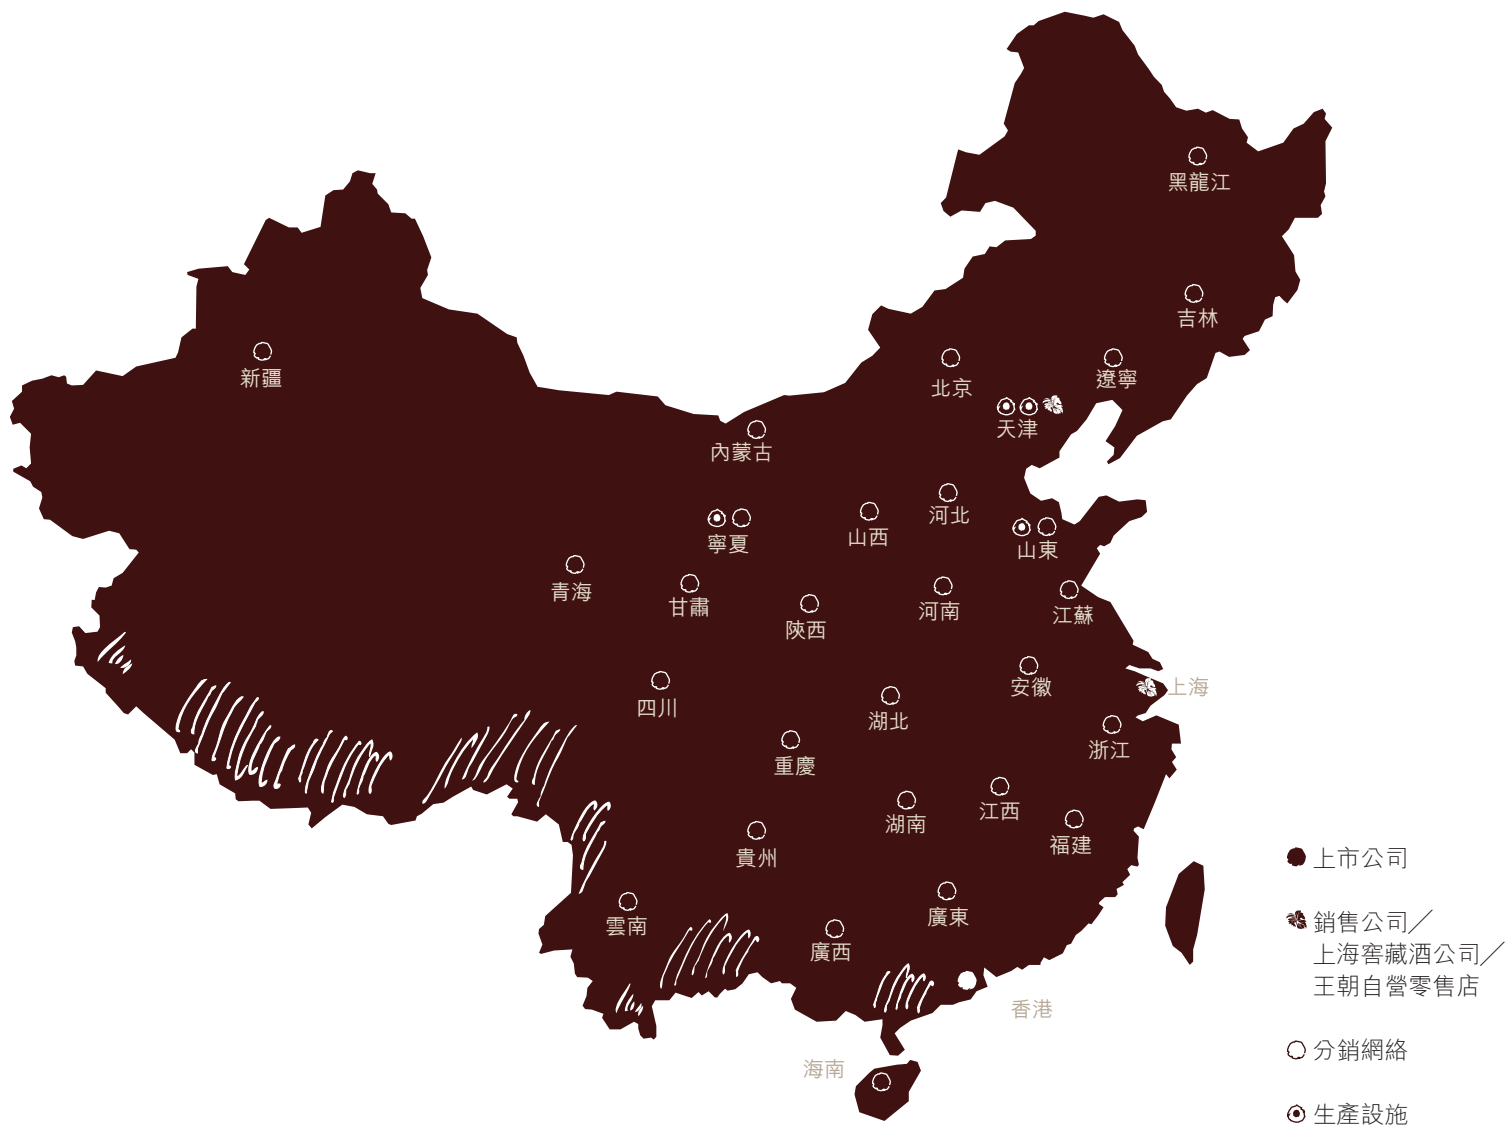 黑龍江
吉林
新疆
北京
遼寧
天津
內蒙古
河北
山西
寧夏
山東
青海
甘肅
河南
江蘇
陝西
安徽
上海
四川
湖北
浙江
重慶
江西
湖南
福建
貴州
廣東
雲南
廣西
香港
海南
上市公司
銷售公司／
上海窖藏酒公司／
王朝自營零售店
分銷網絡
生產設施